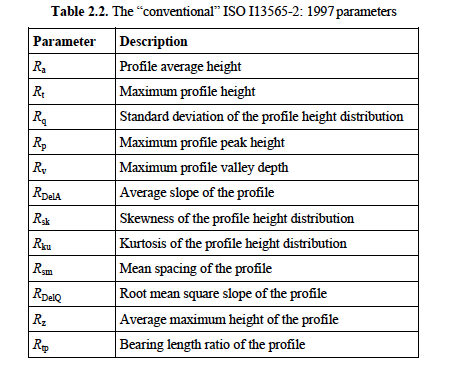 Table 2.2. The “conventional” ISO I13565-2: 1997 parameters
Parameter Description
Ra Profile average height
Rt Maximum profile height
Rq Standard deviation of the profile height distribution
Rp Maximum profile peak height
Rv Maximum profile valley depth
RDelA Average slope of the profile
Rsk Skewness of the profile height distribution
Rku Kurtosis of the profile height distribution
Rsm Mean spacing of the profile
RDelQ Root mean square slope of the profile
Rz Average maximum height of the profile
Rtp Bearing length ratio of the profile